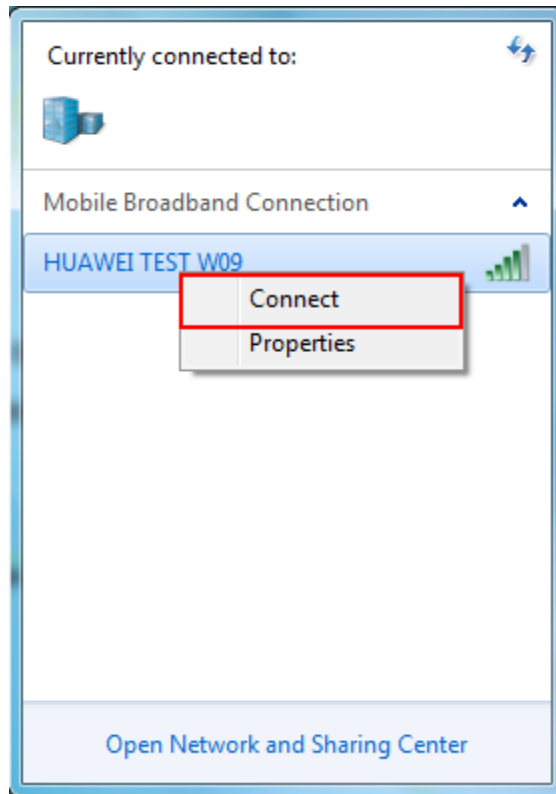 Currently connected to:
Mobile Broadband Connection
HUAWEI TEST W09
Connect
Properties
Open Network and Sharing Center